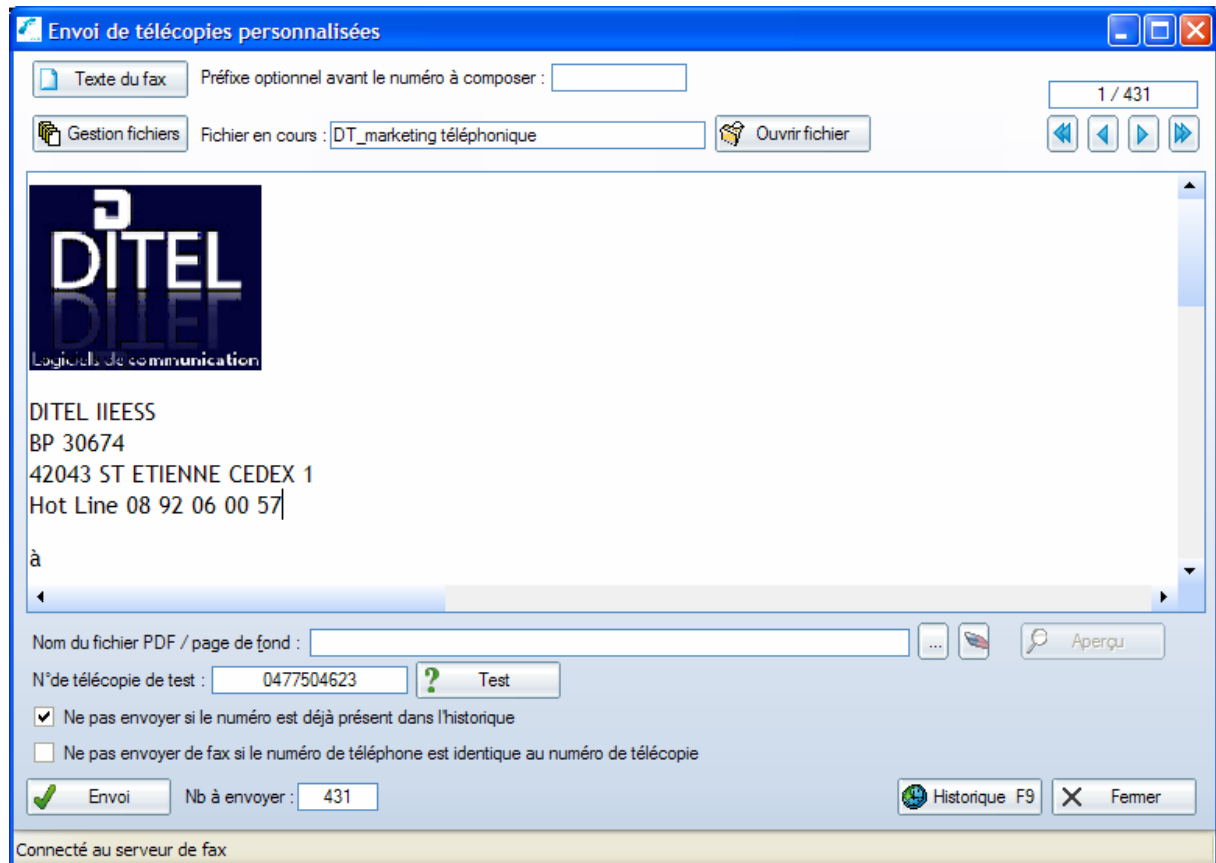 Envoi de télécopies personnalisées
Texte du fax Préfixe optionnel avant le numéro à composer :
1 / 431
Gestion fichiers Fichier en cours : DT_marketing téléphonique Ouvrir fichier
DITEL
Logiciels de communication
DITEL IIEESS
BP 30674
42043 ST ETIENNE CEDEX 1
Hot Line 08 92 06 00 57
à
Nom du fichier PDF / page de fond : ... Aperçu
N°de télécopie de test : 0477504623 ? Test
Ne pas envoyer si le numéro est déjà présent dans l'historique
Ne pas envoyer de fax si le numéro de téléphone est identique au numéro de télécopie
Envoi Nb à envoyer : 431 Historique F9 Fermer
Connecté au serveur de fax